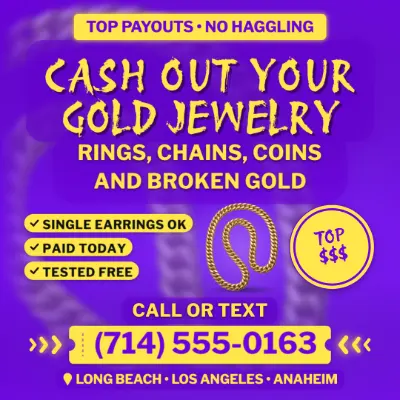 TOP PAYOUTS • NO HAGGLING
CASH OUT YOUR
GOLD JEWELRY
RINGS, CHAINS, COINS
AND BROKEN GOLD
SINGLE EARRINGS OK
PAID TODAY
TESTED FREE
TOP
$$$
CALL OR TEXT
(714) 555-0163
LONG BEACH • LOS ANGELES • ANAHEIM